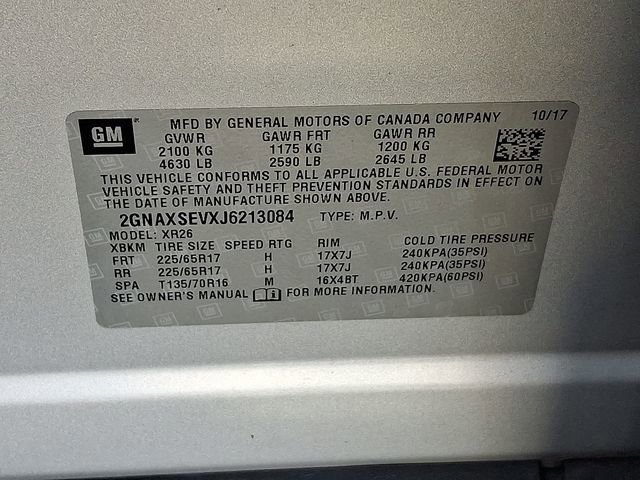 GM MFD BY GENERAL MOTORS OF CANADA COMPANY 10/17
GVWR GAWR FRT GAWR RR
2100 KG 1175 KG 1200 KG
4630 LB 2590 LB 2645 LB
THIS VEHICLE CONFORMS TO ALL APPLICABLE U.S. FEDERAL MOTOR
VEHICLE SAFETY AND THEFT PREVENTION STANDARDS IN EFFECT ON
THE DATE OF MANUFACTURE SHOWN ABOVE.
2GNAXSEVXJ6213084 TYPE: M.P.V.
MODEL: XR26
XBKM TIRE SIZE SPEED RTG RIM COLD TIRE PRESSURE
FRT 225/65R17 H 17X7J 240KPA(35PSI)
RR 225/65R17 H 17X7J 240KPA(35PSI)
SPA T135/70R16 M 16X4BT 420KPA(60PSI)
SEE OWNER'S MANUAL FOR MORE INFORMATION.